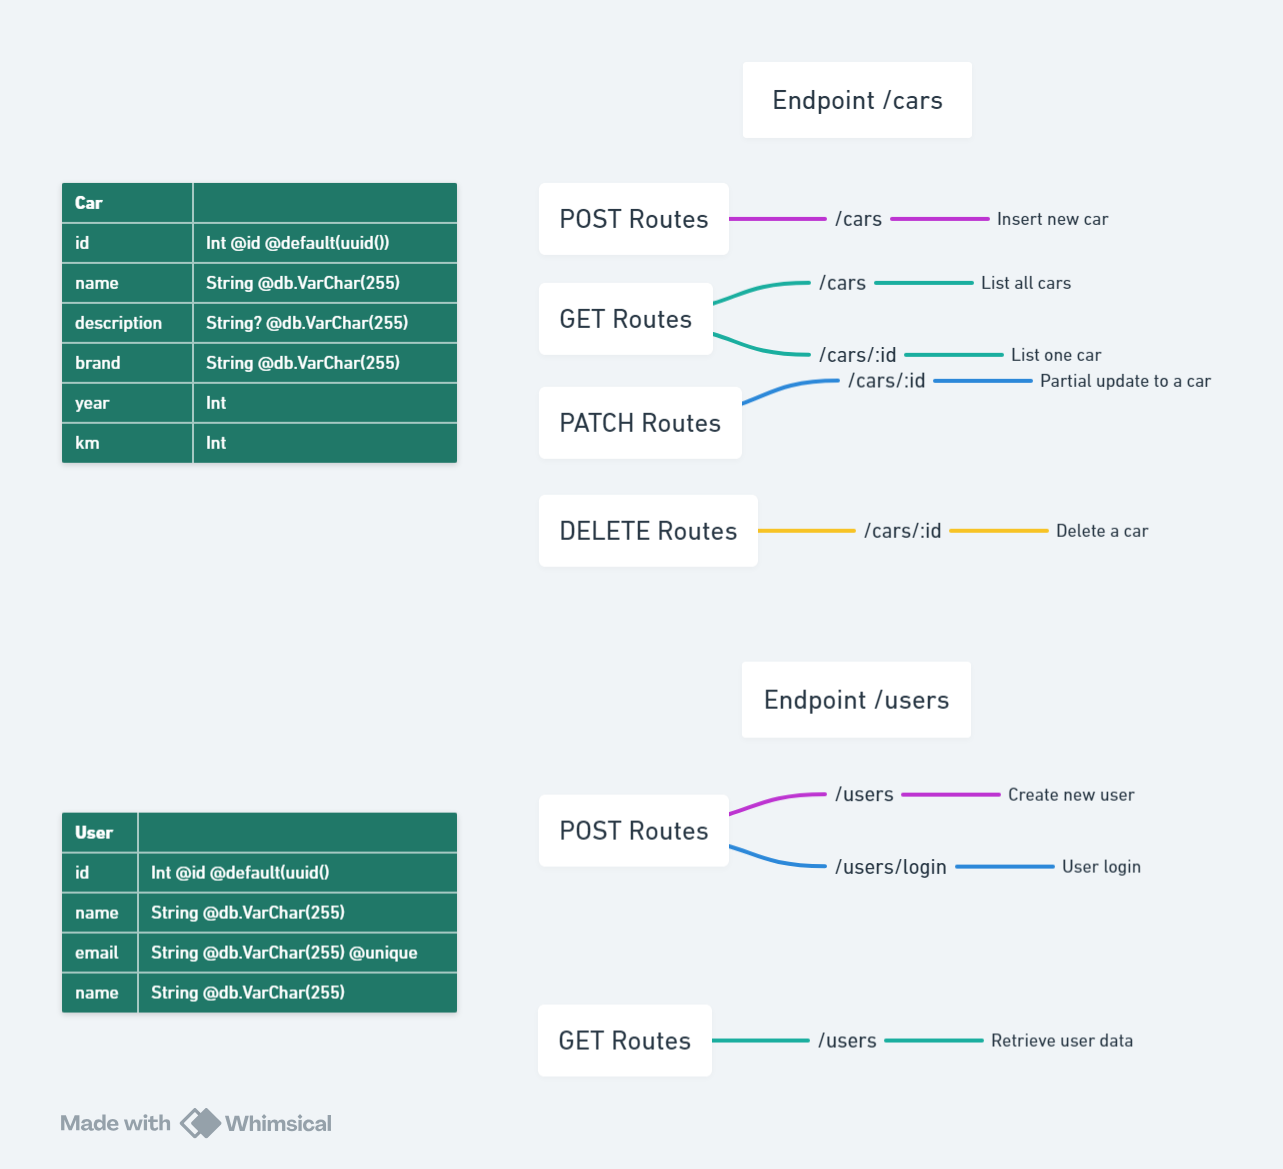 Endpoint /cars
Car
id Int @id @default(uuid())
name String @db.VarChar(255)
description String? @db.VarChar(255)
brand String @db.VarChar(255)
year Int
km Int
POST Routes /cars Insert new car
GET Routes
/cars List all cars
/cars/:id List one car
PATCH Routes /cars/:id Partial update to a car
DELETE Routes /cars/:id Delete a car
Endpoint /users
User
id Int @id @default(uuid()
name String @db.VarChar(255)
email String @db.VarChar(255) @unique
name String @db.VarChar(255)
POST Routes
/users Create new user
/users/login User login
GET Routes /users Retrieve user data
Made with Whimsical